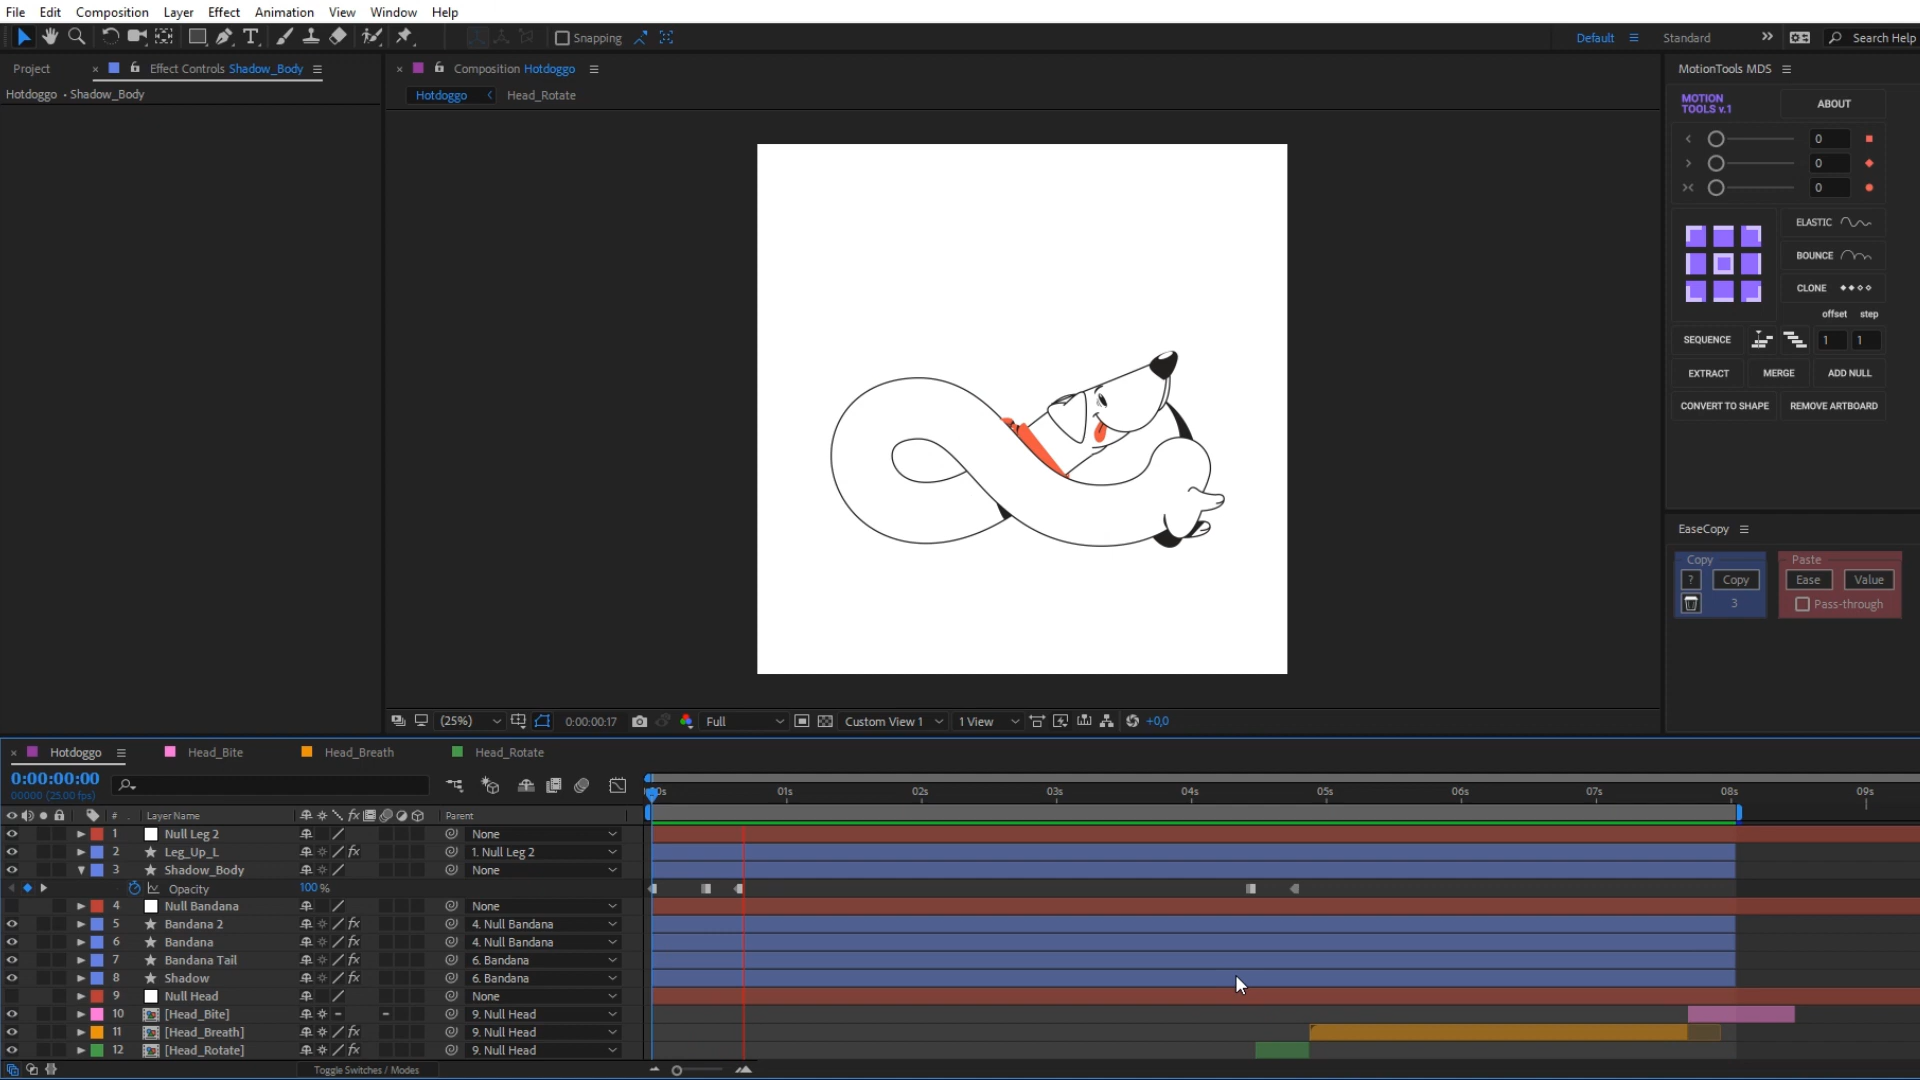 File Edit Composition Layer Effect Animation View Window Help
Snapping
Default
Standard
Search Help
Project
Effect Controls Shadow_Body
Composition Hotdoggo
MotionTools MDS
Hotdoggo • Shadow_Body
Hotdoggo
Head_Rotate
MOTION
TOOLS v.1
ABOUT
0
0
0
ELASTIC
BOUNCE
CLONE
offset step
SEQUENCE
1
1
EXTRACT
MERGE
ADD NULL
CONVERT TO SHAPE
REMOVE ARTBOARD
EaseCopy
Copy
Paste
?
Copy
Ease
Value
3
Pass-through
(25%)
0:00:00:17
Full
Custom View 1
1 View
+0,0
Hotdoggo
Head_Bite
Head_Breath
Head_Rotate
0:00:00:00
00000 (25.00 fps)
01s 02s 03s 04s 05s 06s 07s 08s 09s
# Layer Name fx Parent
1 Null Leg 2 None
2 Leg_Up_L fx 1. Null Leg 2
3 Shadow_Body None
Opacity 100 %
4 Null Bandana None
5 Bandana 2 fx 4. Null Bandana
6 Bandana fx 4. Null Bandana
7 Bandana Tail fx 6. Bandana
8 Shadow fx 6. Bandana
9 Null Head None
10 [Head_Bite] 9. Null Head
11 [Head_Breath] fx 9. Null Head
12 [Head_Rotate] fx 9. Null Head
Toggle Switches / Modes